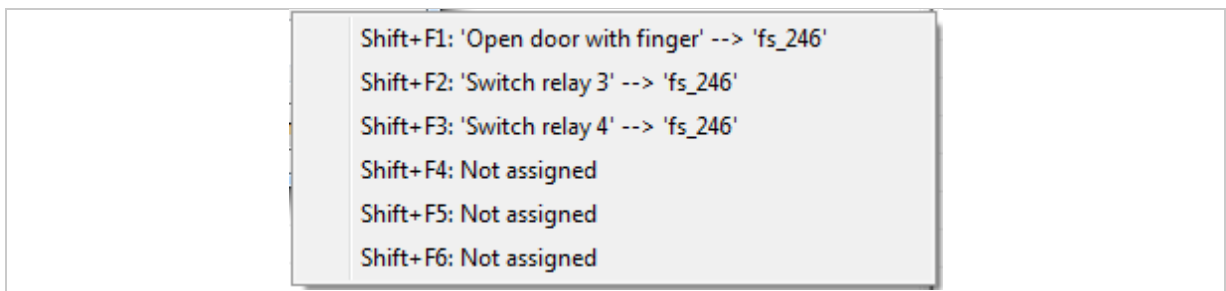 Shift+F1: 'Open door with finger' --> 'fs_246'
Shift+F2: 'Switch relay 3' --> 'fs_246'
Shift+F3: 'Switch relay 4' --> 'fs_246'
Shift+F4: Not assigned
Shift+F5: Not assigned
Shift+F6: Not assigned